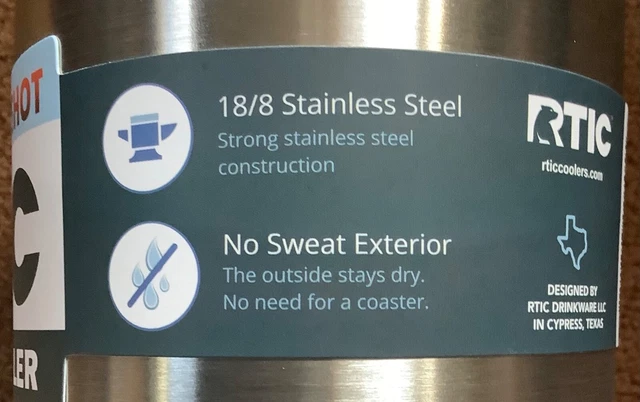 HOT
C
LER
18/8 Stainless Steel
Strong stainless steel
construction
No Sweat Exterior
The outside stays dry.
No need for a coaster.
RTIC
rticcoolers.com
DESIGNED BY
RTIC DRINKWARE LLC
IN CYPRESS, TEXAS